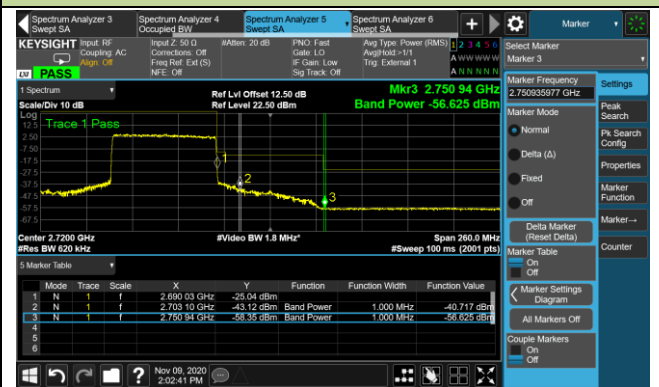 Spectrum Analyzer 3
Swept SA
Spectrum Analyzer 4
Occupied BW
Spectrum Analyzer 5
Swept SA
Spectrum Analyzer 6
Swept SA
Marker
KEYSIGHT
Input: RF
Coupling: AC
Align: Off
Input Z: 50 Ω
Corrections: Off
Freq Ref: Ext (S)
NFE: Off
#Atten: 20 dB
PNO: Fast
Gate: LO
IF Gain: Low
Sig Track: Off
Avg Type: Power (RMS)
Avg|Hold:>1/1
Trig: External 1
1 2 3 4 5 6
A W W W W W
A N N N N N
LXI
PASS
Select Marker
Marker 3
1 Spectrum
Scale/Div 10 dB
Ref Lvl Offset 12.50 dB
Ref Level 22.50 dBm
Mkr3 2.750 94 GHz
Band Power -56.625 dBm
Log
Trace 1 Pass
12.5
2.50
-7.50
-17.5
-27.5
-37.5
-47.5
-57.5
-67.5
1
2
3
Center 2.7200 GHz
#Res BW 620 kHz
#Video BW 1.8 MHz*
Span 260.0 MHz
#Sweep 100 ms (2001 pts)
5 Marker Table
Mode Trace Scale X Y Function Function Width Function Value
1 N 1 f 2.690 03 GHz -25.04 dBm
2 N 1 f 2.703 10 GHz -43.12 dBm Band Power 1.000 MHz -40.717 dBm
3 N 1 f 2.750 94 GHz -58.35 dBm Band Power 1.000 MHz -56.625 dBm
4
5
6
Nov 09, 2020
2:02:41 PM
Marker Frequency
2.750935977 GHz
Marker Mode
Normal
Delta (Δ)
Fixed
Off
Delta Marker
(Reset Delta)
Marker Table
On
Off
Marker Settings
Diagram
All Markers Off
Couple Markers
On
Off
Settings
Peak
Search
Pk Search
Config
Properties
Marker
Function
Marker→
Counter